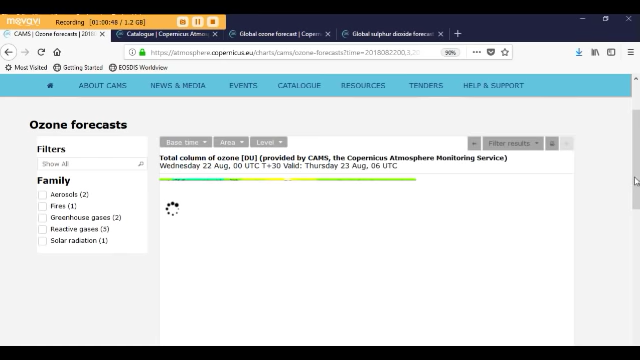 movavi Recording | 01:00:48 / 1.2 GB
CAMS | Ozone forecasts | 2018
Catalogue | Copernicus Atmos
Global ozone forecast | Copern
Global sulphur dioxide forecast
https://atmosphere.copernicus.eu/charts/cams/ozone-forecasts?time=2018082200,3,2
90%
Most Visited Getting Started EOSDIS Worldview
ABOUT CAMS NEWS & MEDIA EVENTS CATALOGUE RESOURCES TENDERS HELP & SUPPORT
Ozone forecasts
Filters
Show All
Family
Aerosols (2)
Fires (1)
Greenhouse gases (2)
Reactive gases (3)
Solar radiation (1)
Base time Area Level Filter results
Total column of ozone [DU] (provided by CAMS, the Copernicus Atmosphere Monitoring Service)
Wednesday 22 Aug, 00 UTC T+30 Valid: Thursday 23 Aug, 06 UTC